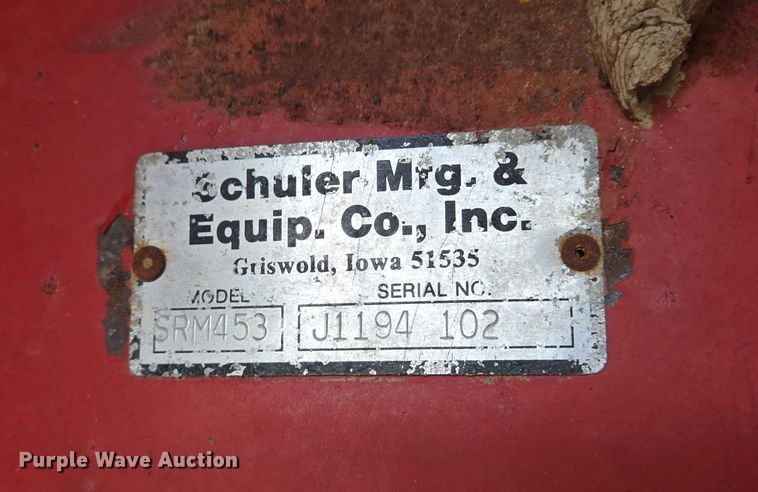 Schuler Mfg. &
Equip. Co., Inc.
Griswold, Iowa 51535
MODEL SERIAL NO.
SRM453 J1194 102
Purple Wave Auction